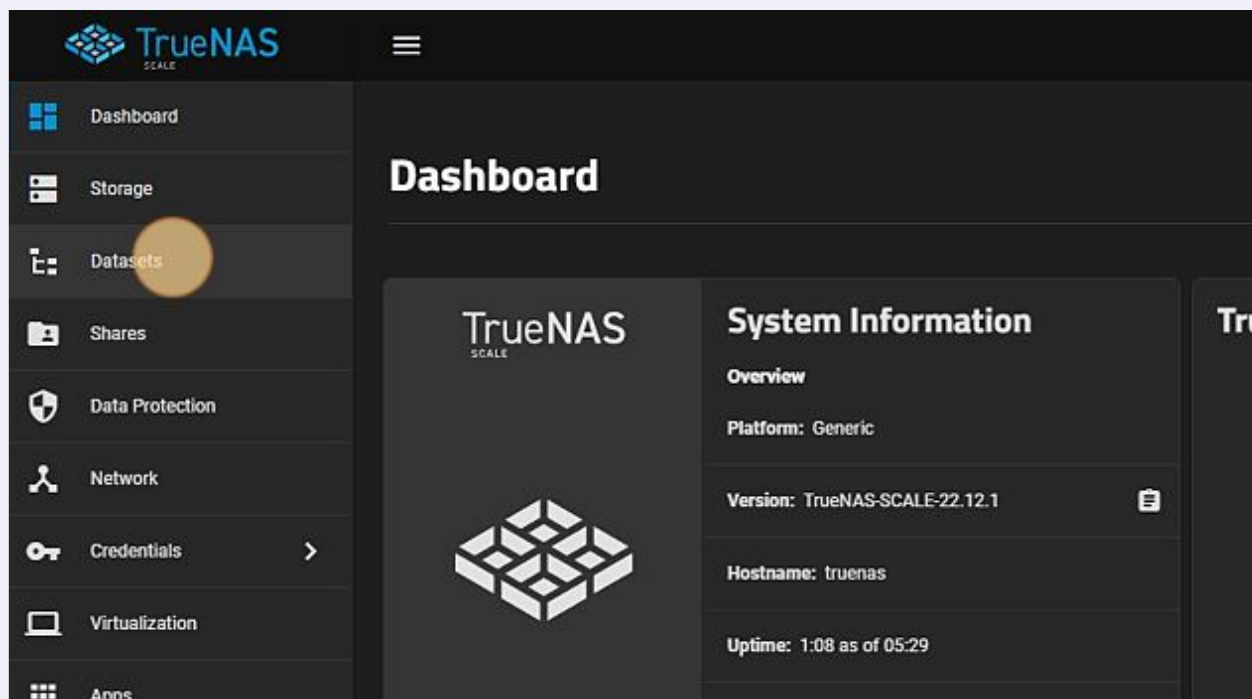 TrueNAS
SCALE
Dashboard
Storage
Datasets
Shares
Data Protection
Network
Credentials
Virtualization
Apps
Dashboard
TrueNAS
SCALE
System Information
Overview
Platform: Generic
Version: TrueNAS-SCALE-22.12.1
Hostname: truenas
Uptime: 1:08 as of 05:29
Tru